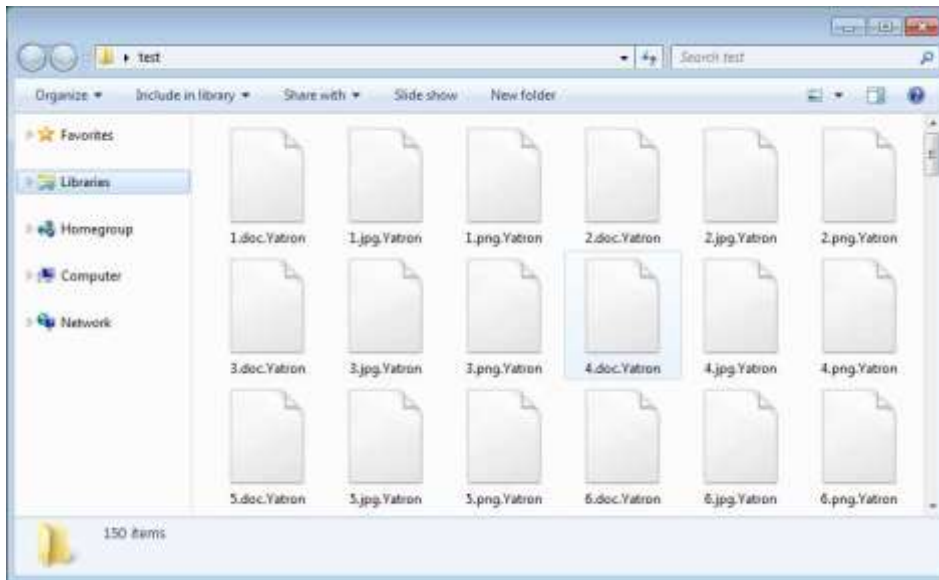 test
Search test
Organize
Include in library
Share with
Slide show
New folder
Favorites
Libraries
Homegroup
Computer
Network
1.doc.Yatron
1.jpg.Yatron
1.png.Yatron
2.doc.Yatron
2.jpg.Yatron
2.png.Yatron
3.doc.Yatron
3.jpg.Yatron
3.png.Yatron
4.doc.Yatron
4.jpg.Yatron
4.png.Yatron
5.doc.Yatron
5.jpg.Yatron
5.png.Yatron
6.doc.Yatron
6.jpg.Yatron
6.png.Yatron
150 items